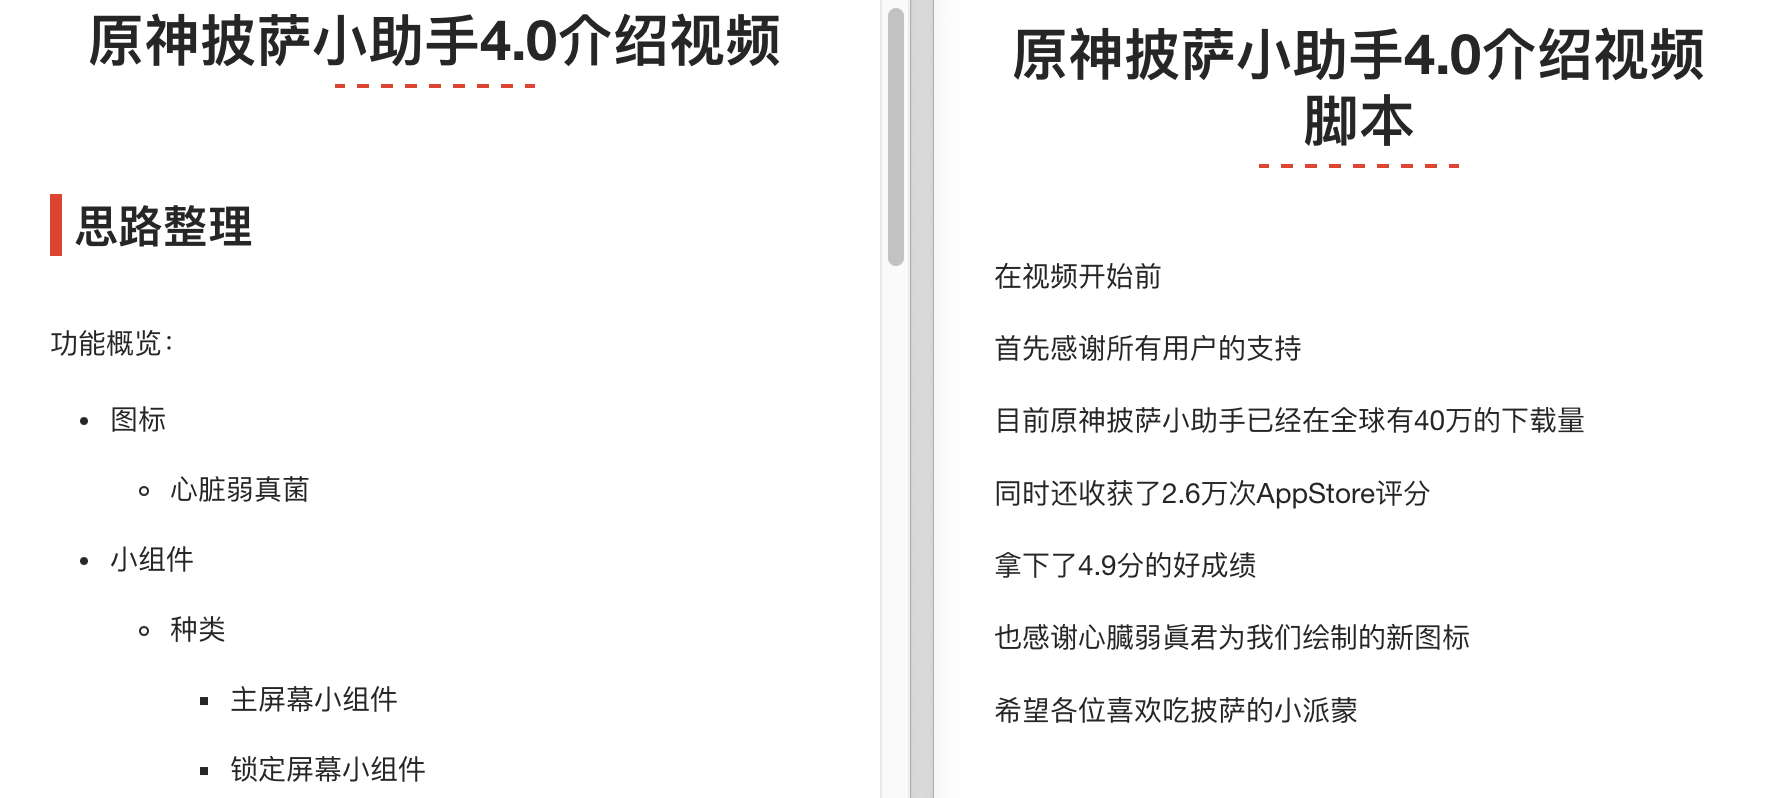 原神披萨小助手4.0介绍视频
思路整理
功能概览：
图标
心脏弱真菌
小组件
种类
主屏幕小组件
锁定屏幕小组件
原神披萨小助手4.0介绍视频
脚本
在视频开始前
首先感谢所有用户的支持
目前原神披萨小助手已经在全球有40万的下载量
同时还收获了2.6万次AppStore评分
拿下了4.9分的好成绩
也感谢心臓弱眞君为我们绘制的新图标
希望各位喜欢吃披萨的小派蒙